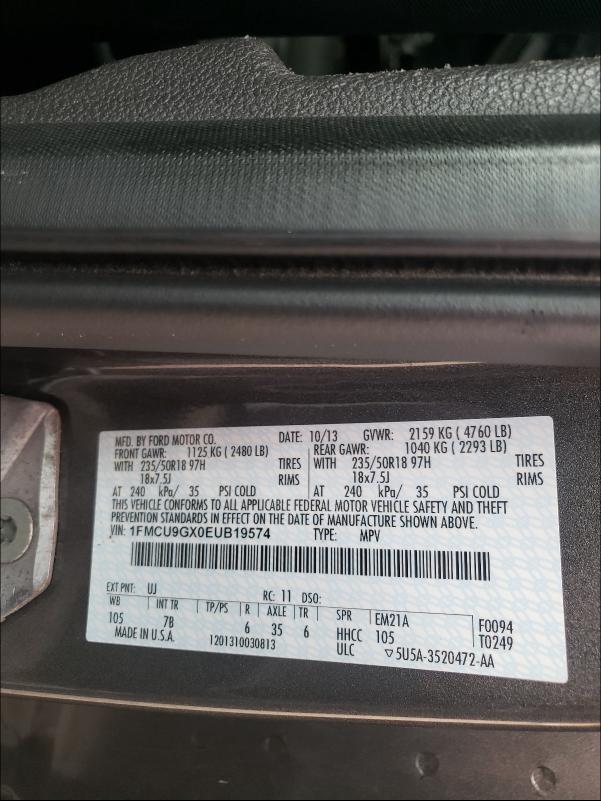 MFD. BY FORD MOTOR CO. DATE: 10/13 GVWR: 2159 KG ( 4760 LB)
FRONT GAWR: 1125 KG ( 2480 LB) REAR GAWR: 1040 KG ( 2293 LB)
WITH 235/50R18 97H TIRES WITH 235/50R18 97H TIRES
18x7.5J RIMS 18x7.5J RIMS
AT 240 kPa/ 35 PSI COLD AT 240 kPa/ 35 PSI COLD
THIS VEHICLE CONFORMS TO ALL APPLICABLE FEDERAL MOTOR VEHICLE SAFETY AND THEFT
PREVENTION STANDARDS IN EFFECT ON THE DATE OF MANUFACTURE SHOWN ABOVE.
VIN: 1FMCU9GX0EUB19574 TYPE: MPV
EXT PNT: UJ RC: 11 DSO:
WB INT TR TP/PS R AXLE TR SPR EM21A F0094
105 7B 6 35 6 HHCC 105 T0249
MADE IN U.S.A. 1201310030813 ULC ▽5U5A-3520472-AA